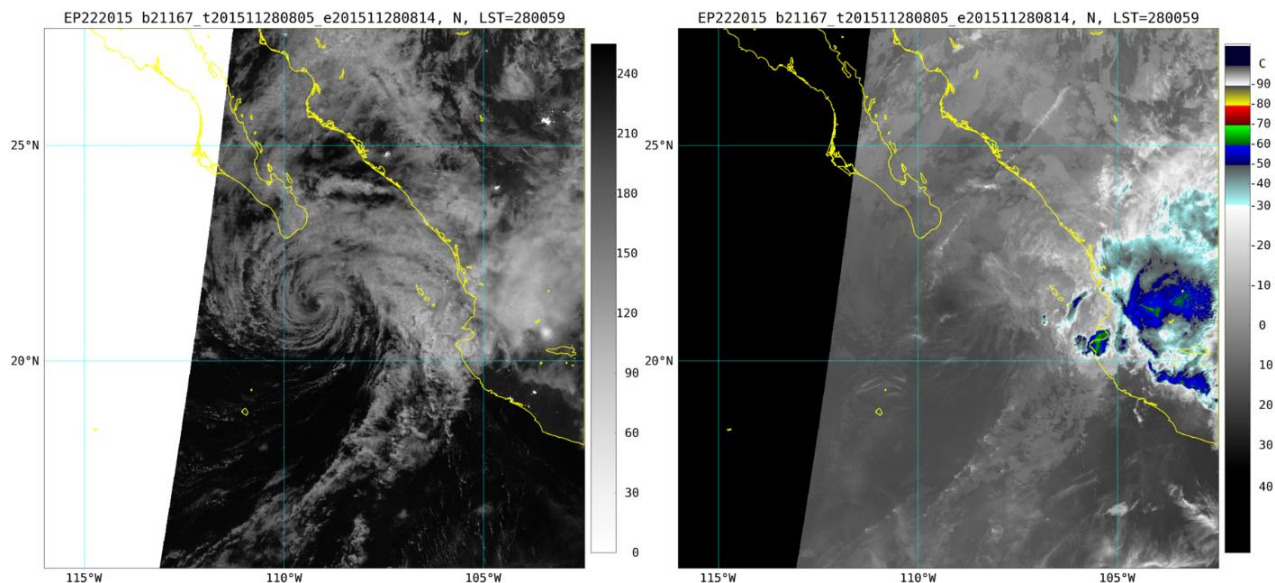 EP222015 b21167_t201511280805_e201511280814, N, LST=280059
25°N
20°N
115°W
110°W
105°W
240
210
180
150
120
90
60
30
0
EP222015 b21167_t201511280805_e201511280814, N, LST=280059
25°N
20°N
115°W
110°W
105°W
C
-90
-80
-70
-60
-50
-40
-30
-20
-10
0
10
20
30
40